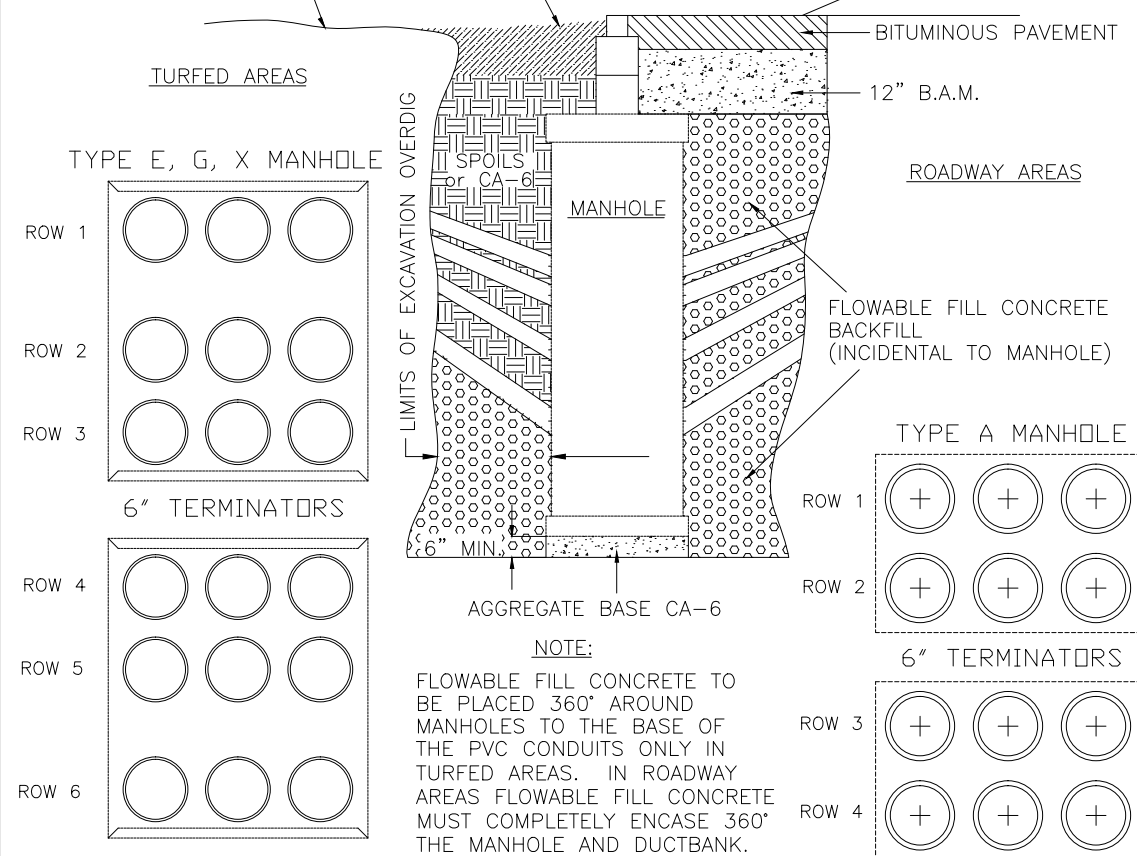 BITUMINOUS PAVEMENT
TURFED AREAS
12" B.A.M.
TYPE E, G, X MANHOLE
ROW 1
ROW 2
ROW 3
6" TERMINATORS
ROW 4
ROW 5
ROW 6
LIMITS OF EXCAVATION OVERDIG
SPOILS
or CA-6
MANHOLE
ROADWAY AREAS
FLOWABLE FILL CONCRETE
BACKFILL
(INCIDENTAL TO MANHOLE)
6" MIN.
AGGREGATE BASE CA-6
NOTE:
FLOWABLE FILL CONCRETE TO
BE PLACED 360° AROUND
MANHOLES TO THE BASE OF
THE PVC CONDUITS ONLY IN
TURFED AREAS. IN ROADWAY
AREAS FLOWABLE FILL CONCRETE
MUST COMPLETELY ENCASE 360°
THE MANHOLE AND DUCTBANK.
TYPE A MANHOLE
ROW 1
ROW 2
6" TERMINATORS
ROW 3
ROW 4